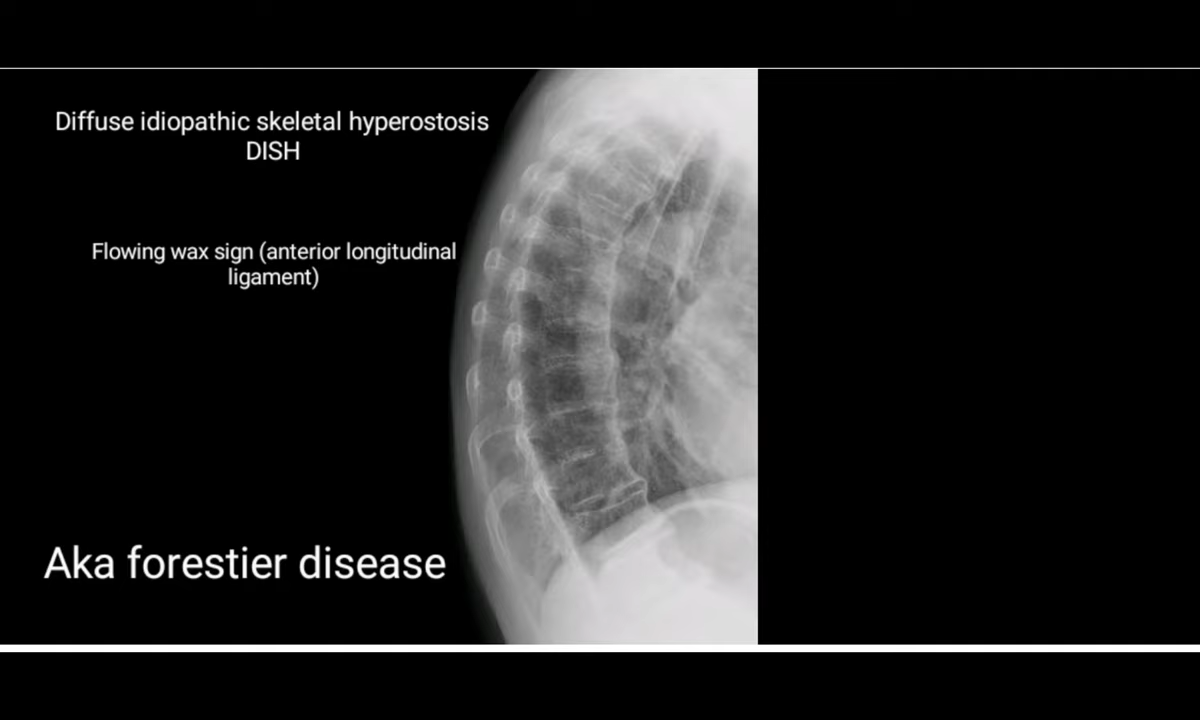 Diffuse idiopathic skeletal hyperostosis
DISH
Flowing wax sign (anterior longitudinal
ligament)
Aka forestier disease